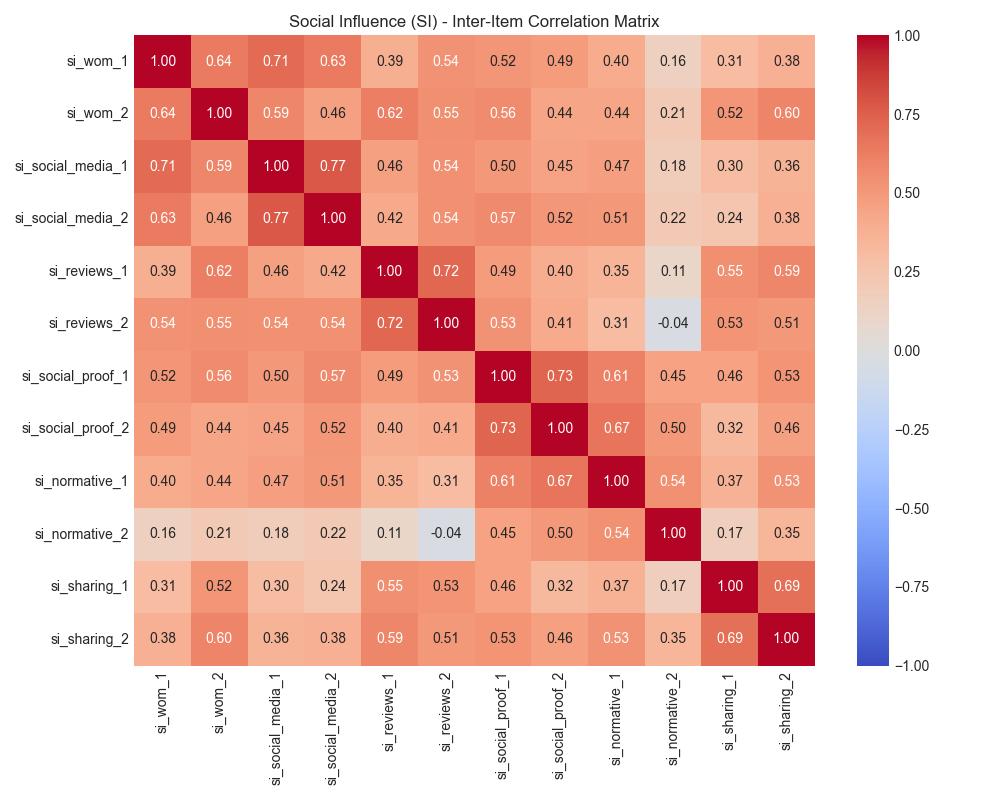 Social Influence (SI) - Inter-Item Correlation Matrix
si_wom_1 1.00 0.64 0.71 0.63 0.39 0.54 0.52 0.49 0.40 0.16 0.31 0.38
si_wom_2 0.64 1.00 0.59 0.46 0.62 0.55 0.56 0.44 0.44 0.21 0.52 0.60
si_social_media_1 0.71 0.59 1.00 0.77 0.46 0.54 0.50 0.45 0.47 0.18 0.30 0.36
si_social_media_2 0.63 0.46 0.77 1.00 0.42 0.54 0.57 0.52 0.51 0.22 0.24 0.38
si_reviews_1 0.39 0.62 0.46 0.42 1.00 0.72 0.49 0.40 0.35 0.11 0.55 0.59
si_reviews_2 0.54 0.55 0.54 0.54 0.72 1.00 0.53 0.41 0.31 -0.04 0.53 0.51
si_social_proof_1 0.52 0.56 0.50 0.57 0.49 0.53 1.00 0.73 0.61 0.45 0.46 0.53
si_social_proof_2 0.49 0.44 0.45 0.52 0.40 0.41 0.73 1.00 0.67 0.50 0.32 0.46
si_normative_1 0.40 0.44 0.47 0.51 0.35 0.31 0.61 0.67 1.00 0.54 0.37 0.53
si_normative_2 0.16 0.21 0.18 0.22 0.11 -0.04 0.45 0.50 0.54 1.00 0.17 0.35
si_sharing_1 0.31 0.52 0.30 0.24 0.55 0.53 0.46 0.32 0.37 0.17 1.00 0.69
si_sharing_2 0.38 0.60 0.36 0.38 0.59 0.51 0.53 0.46 0.53 0.35 0.69 1.00
si_wom_1
si_wom_2
si_social_media_1
si_social_media_2
si_reviews_1
si_reviews_2
si_social_proof_1
si_social_proof_2
si_normative_1
si_normative_2
si_sharing_1
si_sharing_2
1.00
0.75
0.50
0.25
0.00
−0.25
−0.50
−0.75
−1.00